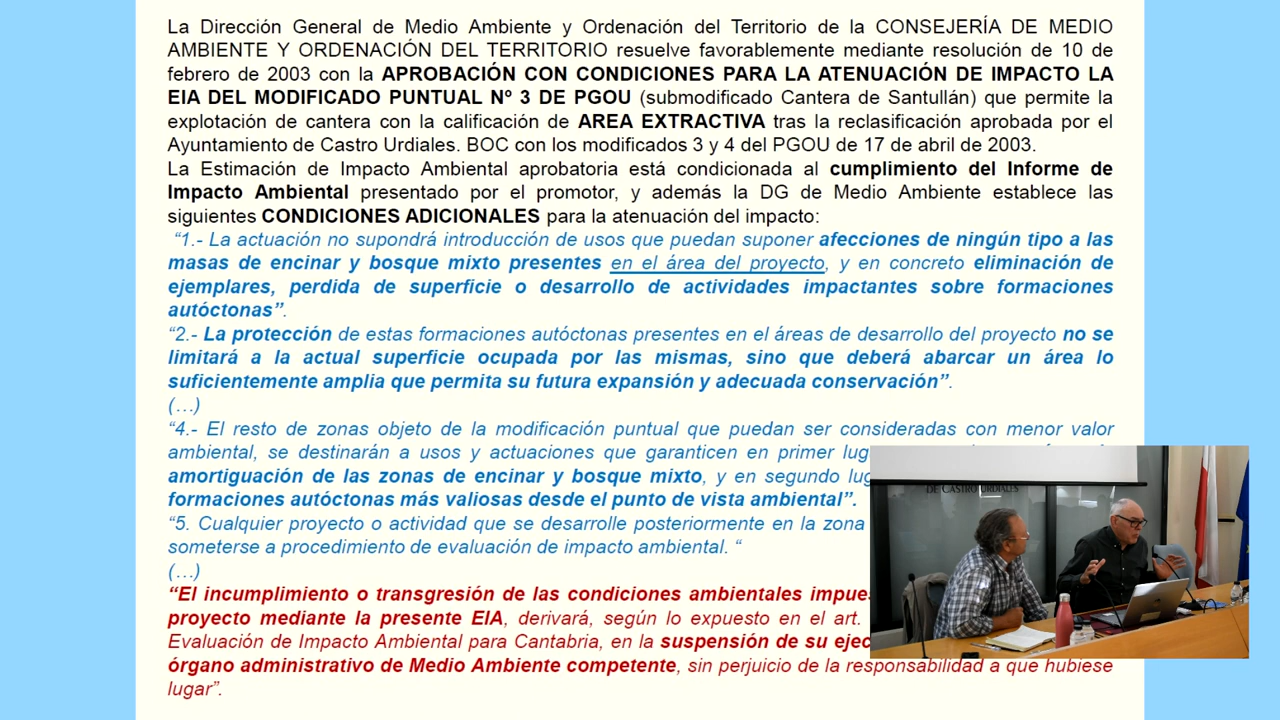 La Dirección General de Medio Ambiente y Ordenación del Territorio de la CONSEJERÍA DE MEDIO
AMBIENTE Y ORDENACIÓN DEL TERRITORIO resuelve favorablemente mediante resolución de 10 de
febrero de 2003 con la APROBACIÓN CON CONDICIONES PARA LA ATENUACIÓN DE IMPACTO LA
EIA DEL MODIFICADO PUNTUAL Nº 3 DE PGOU (submodificado Cantera de Santullán) que permite la
explotación de cantera con la calificación de AREA EXTRACTIVA tras la reclasificación aprobada por el
Ayuntamiento de Castro Urdiales. BOC con los modificados 3 y 4 del PGOU de 17 de abril de 2003.
La Estimación de Impacto Ambiental aprobatoria está condicionada al cumplimiento del Informe de
Impacto Ambiental presentado por el promotor, y además la DG de Medio Ambiente establece las
siguientes CONDICIONES ADICIONALES para la atenuación del impacto:
“1.- La actuación no supondrá introducción de usos que puedan suponer afecciones de ningún tipo a las
masas de encinar y bosque mixto presentes en el área del proyecto, y en concreto eliminación de
ejemplares, perdida de superficie o desarrollo de actividades impactantes sobre formaciones
autóctonas”.
“2.- La protección de estas formaciones autóctonas presentes en el áreas de desarrollo del proyecto no se
limitará a la actual superficie ocupada por las mismas, sino que deberá abarcar un área lo
suficientemente amplia que permita su futura expansión y adecuada conservación”.
(…)
“4.- El resto de zonas objeto de la modificación puntual que puedan ser consideradas con menor valor
ambiental, se destinarán a usos y actuaciones que garanticen en primer
amortiguación de las zonas de encinar y bosque mixto, y en segundo
formaciones autóctonas más valiosas desde el punto de vista ambiental”.
“5. Cualquier proyecto o actividad que se desarrolle posteriormente en la zona
someterse a procedimiento de evaluación de impacto ambiental. “
(…)
“El incumplimiento o transgresión de las condiciones ambientales
proyecto mediante la presente EIA, derivará, según lo expuesto en el art.
Evaluación de Impacto Ambiental para Cantabria, en la suspensión de su
órgano administrativo de Medio Ambiente competente, sin perjuicio de la responsabilidad a que hubiese
lugar”.
DE CASTRO URDIALES